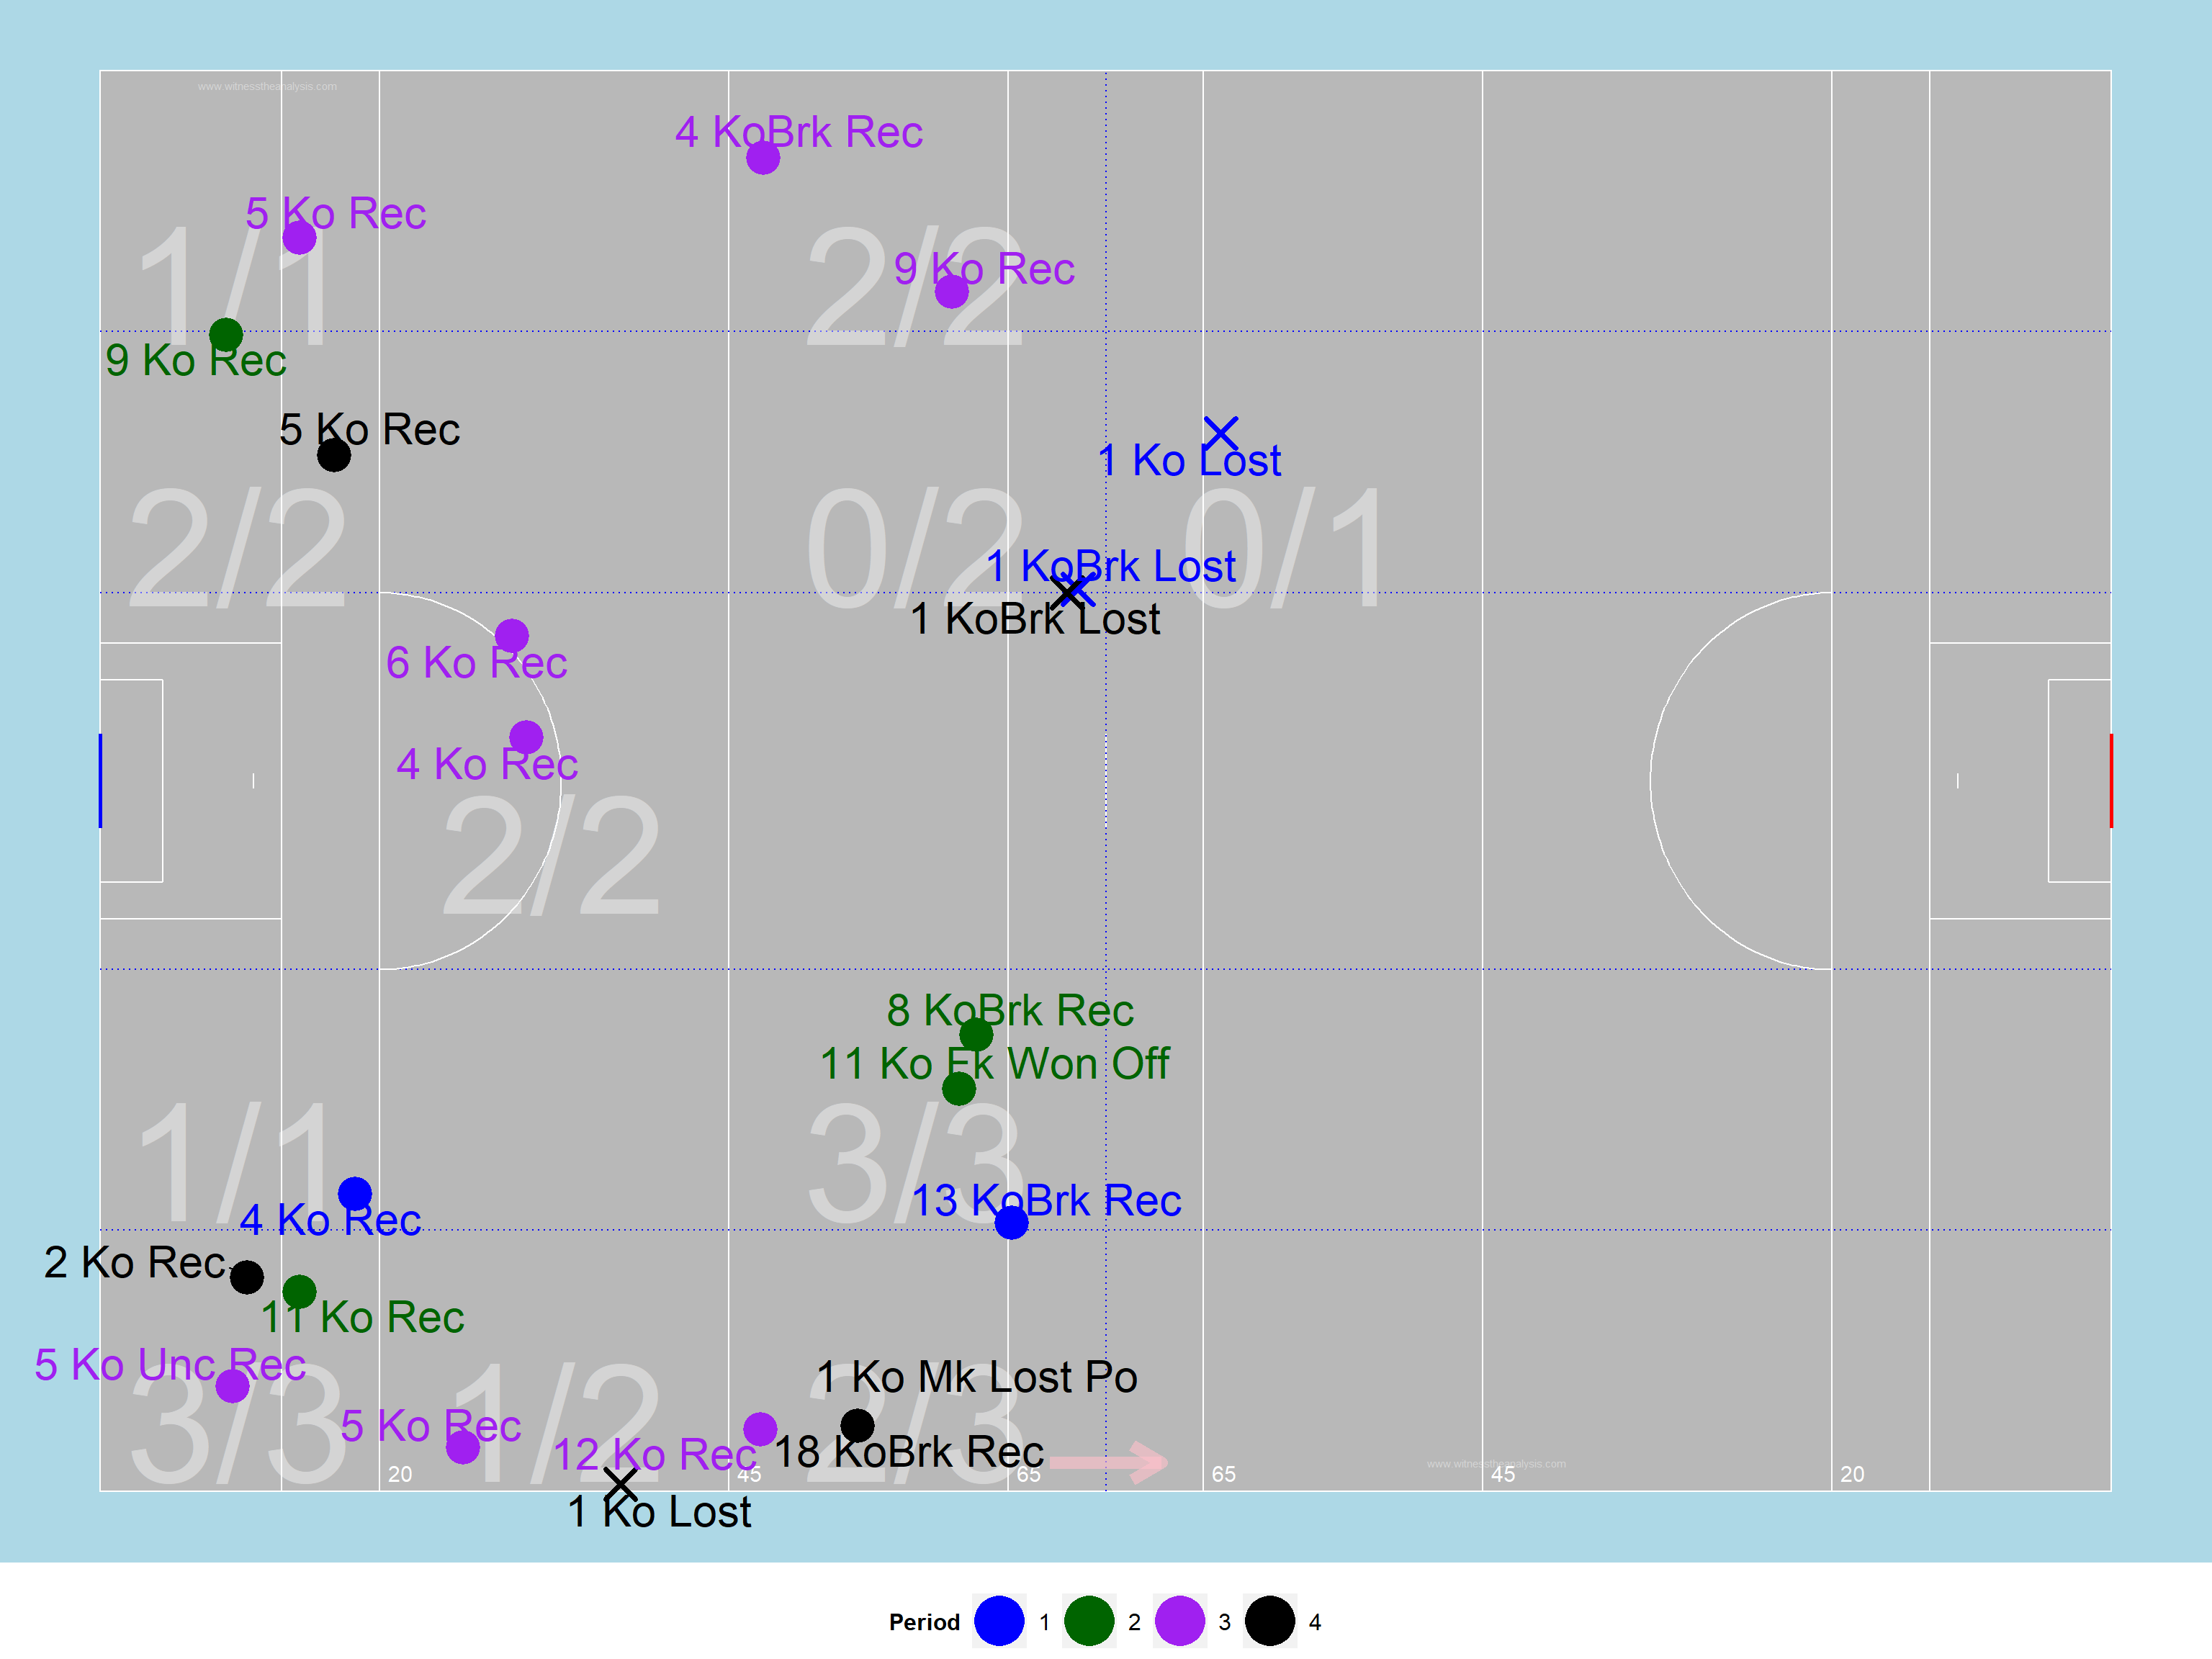 www.witnesstheanalysis.com
4 KoBrk Rec
5 Ko Rec
1/1
2/2
9 Ko Rec
9 Ko Rec
5 Ko Rec
1 Ko Lost
2/2
0/2
0/1
1 KoBrk Lost
1 KoBrk Lost
6 Ko Rec
4 Ko Rec
2/2
8 KoBrk Rec
11 Ko Fk Won Off
1/1
3/3
13 KoBrk Rec
4 Ko Rec
2 Ko Rec
11 Ko Rec
5 Ko Unc Rec
1 Ko Mk Lost Po
3/3
1/2
2/3
5 Ko Rec
12 Ko Rec
18 KoBrk Rec
www.witnesstheanalysis.com
20
45
65
65
45
20
1 Ko Lost
Period 1 2 3 4